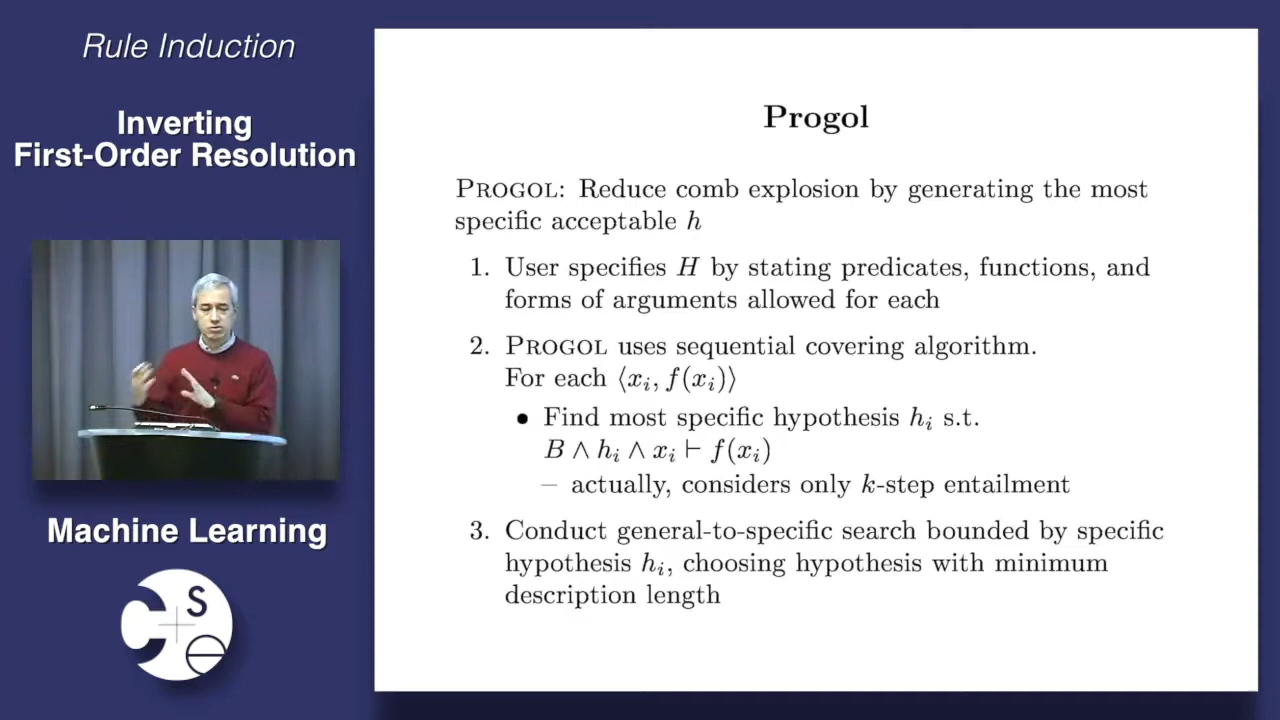 Rule Induction
Inverting
First-Order Resolution
Machine Learning
C S e
Progol
PROGOL: Reduce comb explosion by generating the most
specific acceptable h
1. User specifies H by stating predicates, functions, and
forms of arguments allowed for each
2. PROGOL uses sequential covering algorithm.
For each ⟨xᵢ, f(xᵢ)⟩
• Find most specific hypothesis hᵢ s.t.
B ∧ hᵢ ∧ xᵢ ⊢ f(xᵢ)
– actually, considers only k-step entailment
3. Conduct general-to-specific search bounded by specific
hypothesis hᵢ, choosing hypothesis with minimum
description length